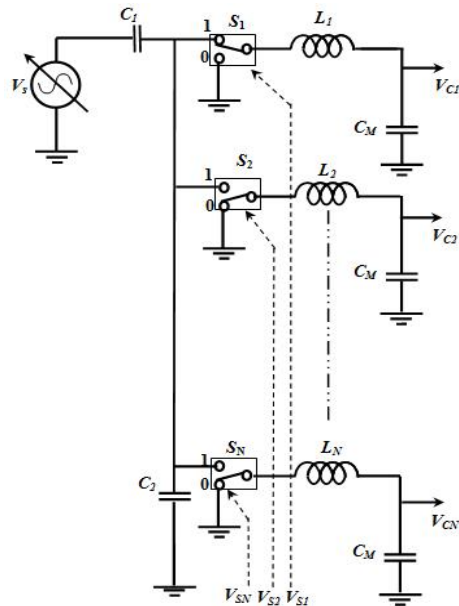 C1
1 S1 L1
Vs 0 VC1
CM
S2 L2
1
0 VC2
CM
SN LN
1
C2 0 VCN
CM
VSN VS2 VS1